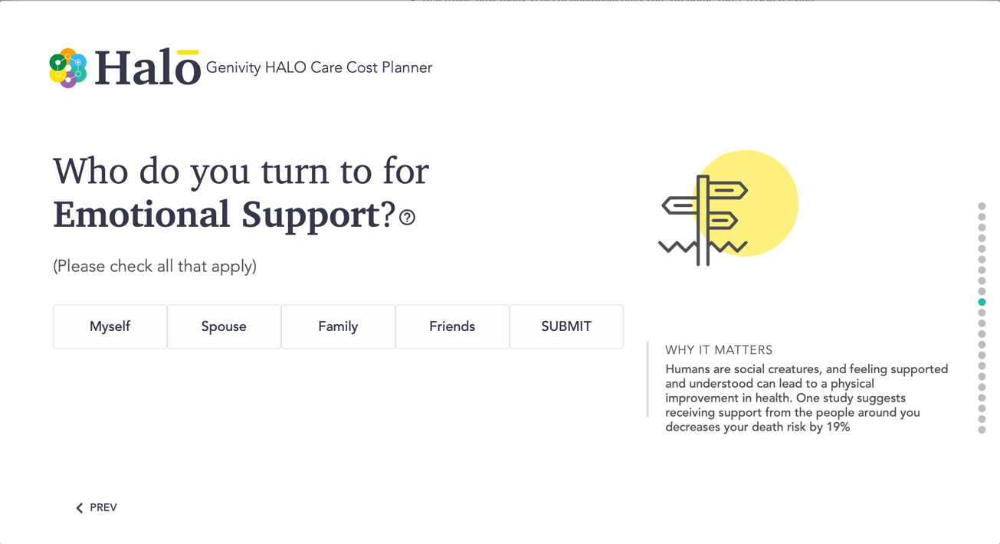 Halo
Genivity HALO Care Cost Planner
Who do you turn to for
Emotional Support?
(Please check all that apply)
Myself
Spouse
Family
Friends
SUBMIT
WHY IT MATTERS
Humans are social creatures, and feeling supported
and understood can lead to a physical
improvement in health. One study suggests
receiving support from the people around you
decreases your death risk by 19%
PREV